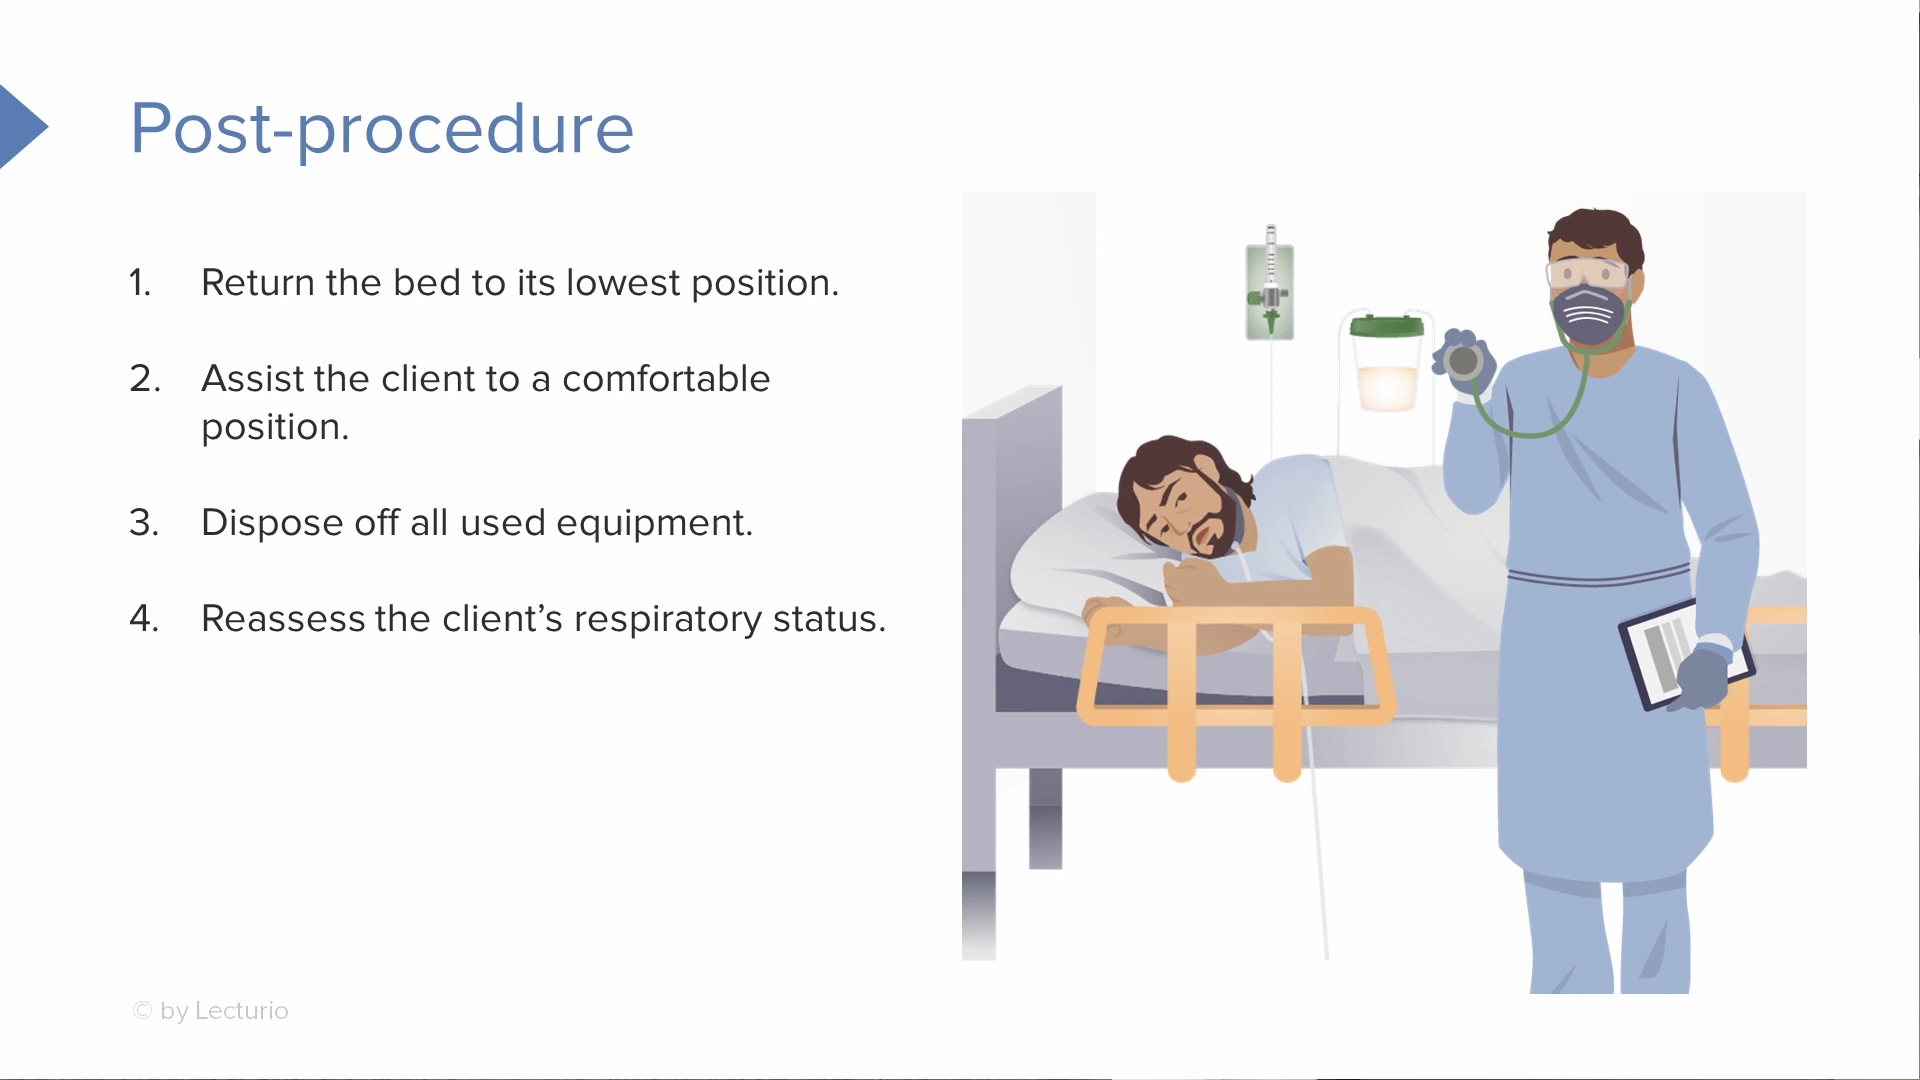 Post-procedure
1. Return the bed to its lowest position.
2. Assist the client to a comfortable
position.
3. Dispose off all used equipment.
4. Reassess the client’s respiratory status.
© by Lecturio